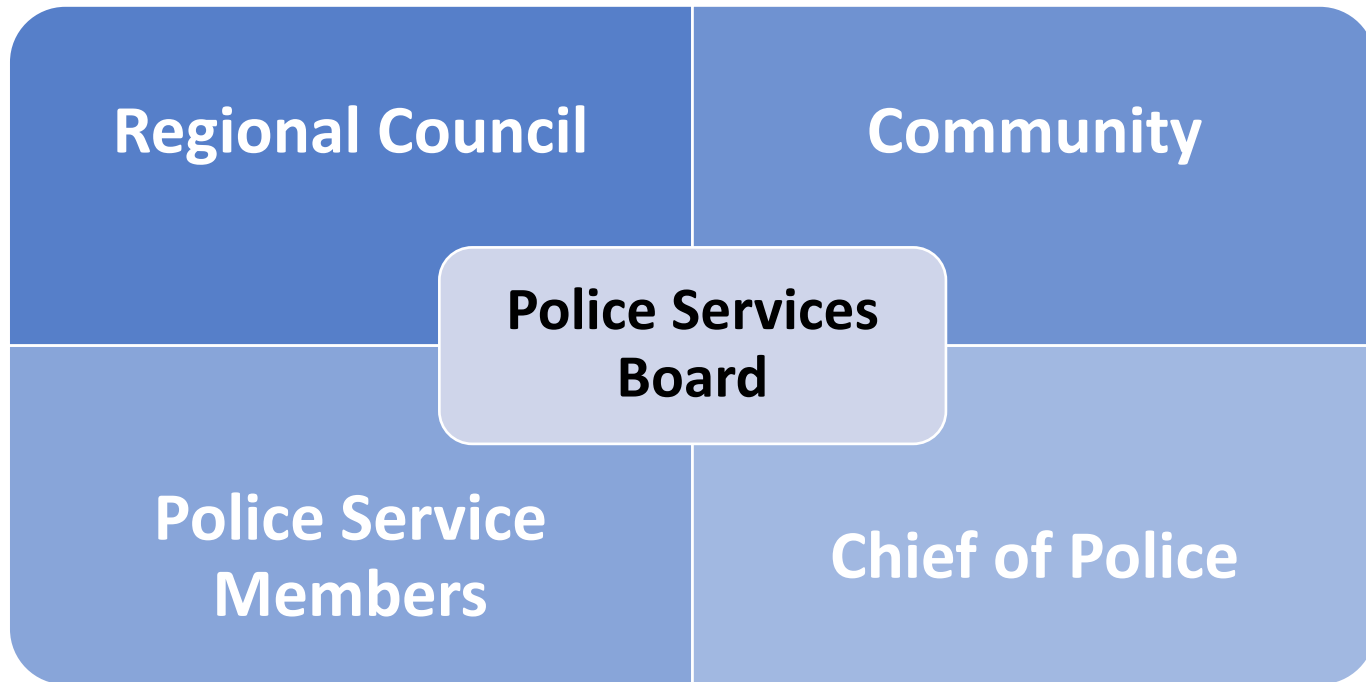 Regional Council
Community
Police Services
Board
Police Service
Members
Chief of Police